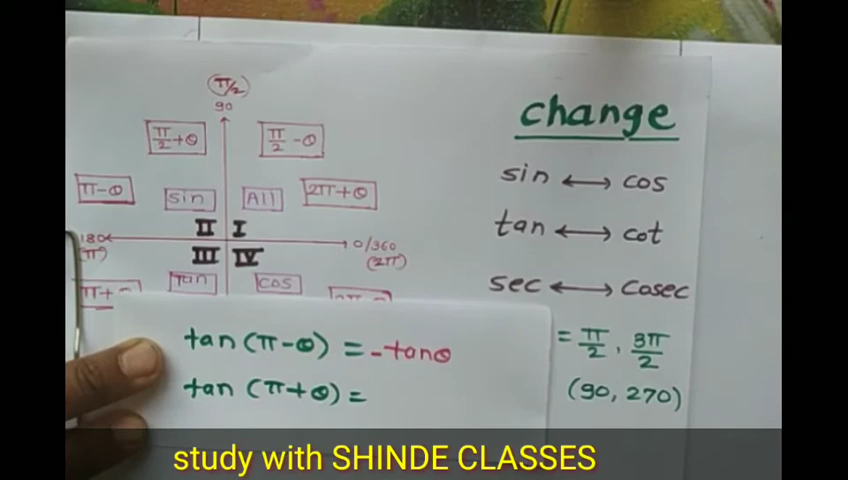 (π/2)
90
π/2+θ
π/2-θ
π-θ
sin
All
2π+θ
II
I
180
(π)
0/360
(2π)
III
IV
Tan
cos
change
sin ⟷ cos
tan ⟷ cot
sec ⟷ cosec
= π/2, 3π/2
(90, 270)
tan(π-θ) = -tanθ
tan(π+θ) =
study with SHINDE CLASSES